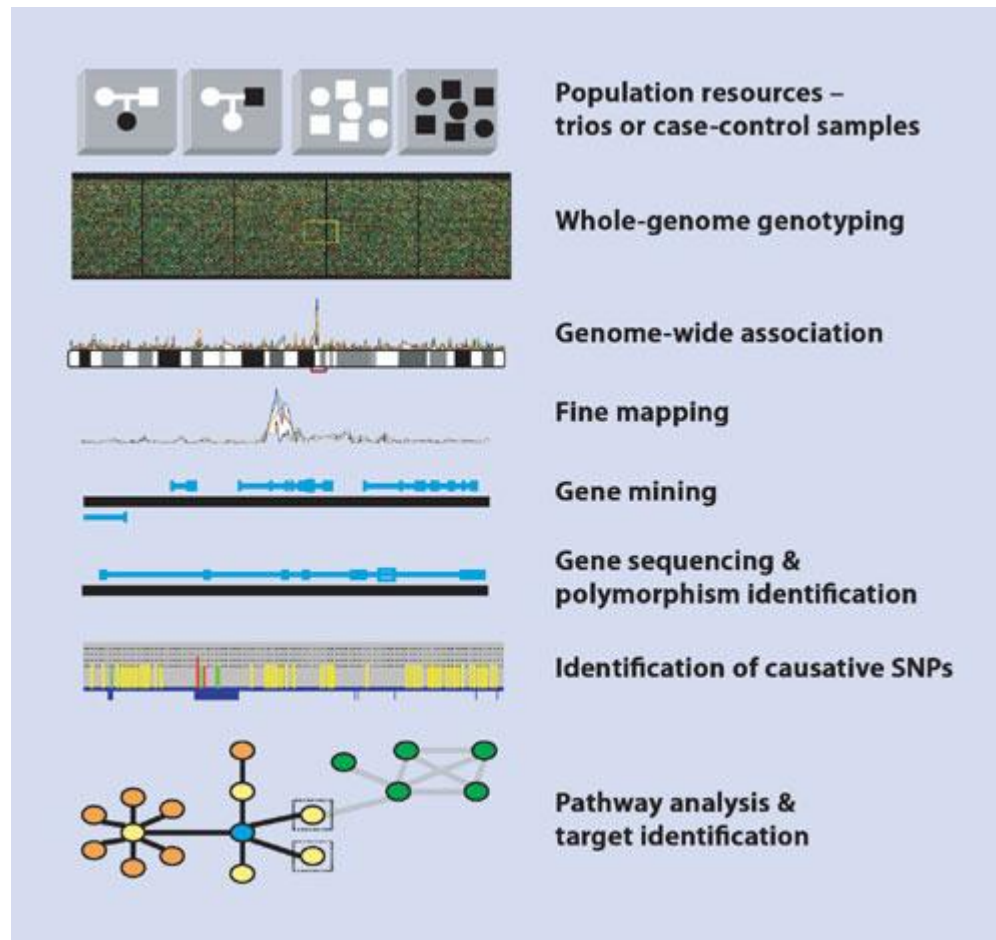 Population resources –
trios or case-control samples
Whole-genome genotyping
Genome-wide association
Fine mapping
Gene mining
Gene sequencing &
polymorphism identification
Identification of causative SNPs
Pathway analysis &
target identification